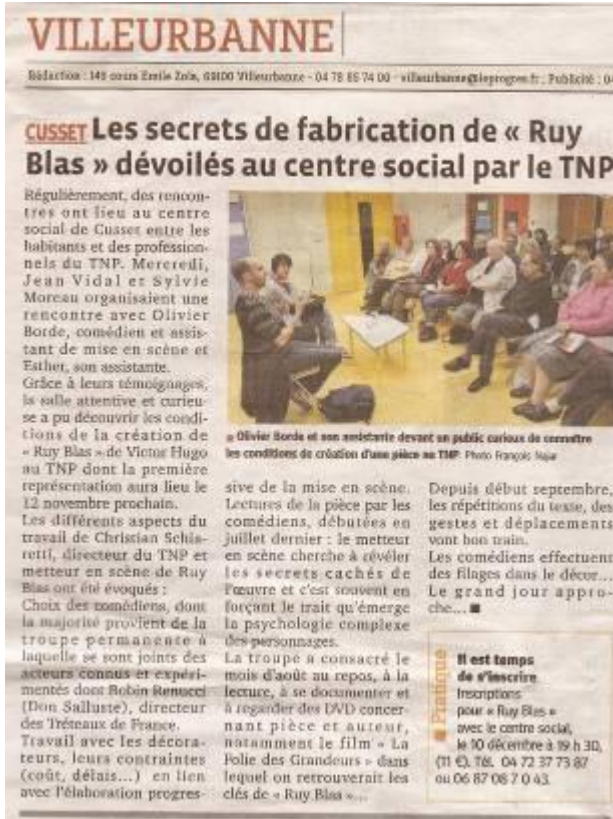 VILLEURBANNE
Rédaction : 149 cours Emile Zola, 69100 Villeurbanne - 04 78 85 74 00 - villeurbanne@leprogres.fr ; Publicité : 04
CUSSET Les secrets de fabrication de « Ruy
Blas » dévoilés au centre social par le TNP
Régulièrement, des rencon-
tres ont lieu au centre
social de Cusset entre les
habitants et des profession-
nels du TNP. Mercredi,
Jean Vidal et Sylvie
Moreau organisaient une
rencontre avec Olivier
Borde, comédien et assis-
tant de mise en scène et
Esther, son assistante.
Grâce à leurs témoignages,
la salle attentive et curieu-
se a pu découvrir les condi-
tions de la création de
« Ruy Blas » de Victor Hugo
au TNP dont la première
représentation aura lieu le
12 novembre prochain.
Les différents aspects du
travail de Christian Schia-
retti, directeur du TNP et
metteur en scène de Ruy
Blas ont été évoqués :
Choix des comédiens, dont
la majorité provient de la
troupe permanente à
laquelle se sont joints des
acteurs connus et expéri-
mentés dont Robin Renucci
(Don Salluste), directeur
des Tréteaux de France.
Travail avec les décora-
teurs, leurs contraintes
(coût, délais...) en lien
avec l'élaboration progres-
■ Olivier Borde et son assistante devant un public curieux de connaître
les conditions de création d'une pièce au TNP. Photo François Najar
sive de la mise en scène.
Lectures de la pièce par les
comédiens, débutées en
juillet dernier : le metteur
en scène cherche à révéler
les secrets cachés de
l'œuvre et c'est souvent en
forçant le trait qu'émerge
la psychologie complexe
des personnages.
La troupe a consacré le
mois d'août au repos, à la
lecture, à se documenter et
à regarder des DVD concer-
nant pièce et auteur,
notamment le film « La
Folie des Grandeurs » dans
lequel on retrouverait les
clés de « Ruy Blas »...
Depuis début septembre,
les répétitions du texte, des
gestes et déplacements
vont bon train.
Les comédiens effectuent
des filages dans le décor...
Le grand jour appro-
che... ■
■ Pratique
Il est temps
de s'inscrire
Inscriptions
pour « Ruy Blas »
avec le centre social,
le 10 décembre à 19 h 30,
(11 €). Tél. 04 72 37 73 87
ou 06 87 08 7 0 43.